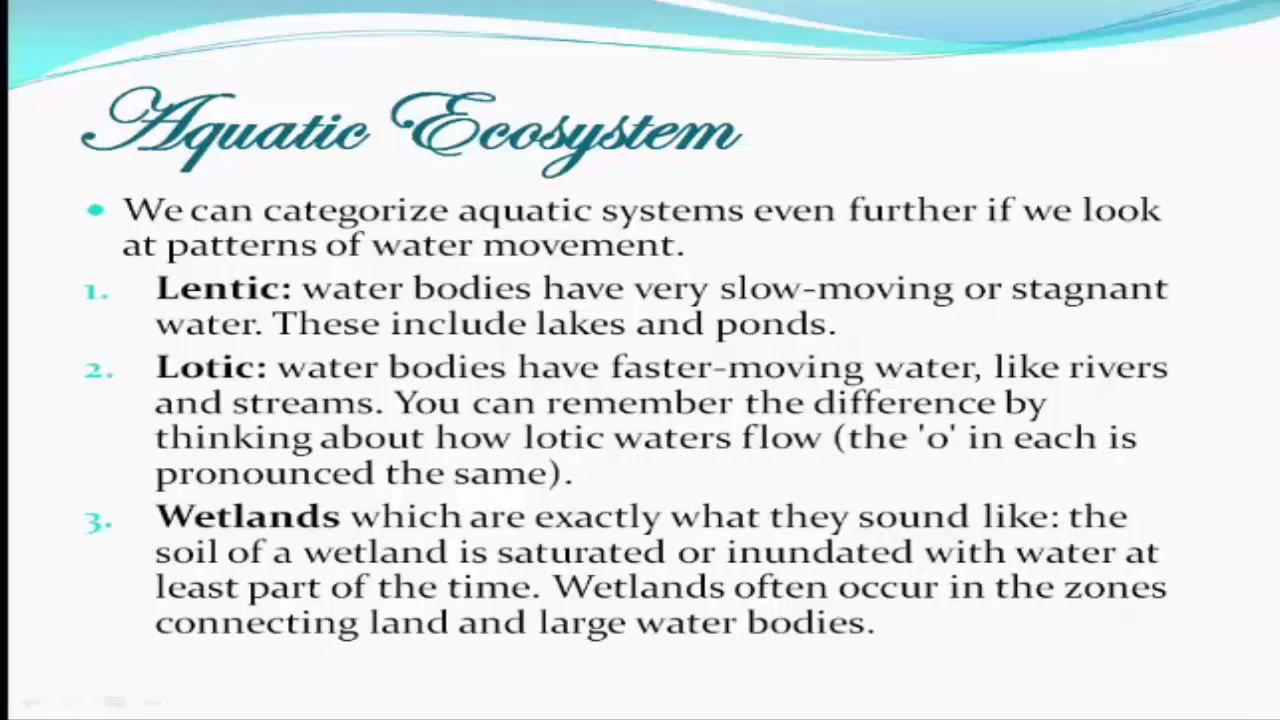 Aquatic Ecosystem
• We can categorize aquatic systems even further if we look
at patterns of water movement.
1. Lentic: water bodies have very slow-moving or stagnant
water. These include lakes and ponds.
2. Lotic: water bodies have faster-moving water, like rivers
and streams. You can remember the difference by
thinking about how lotic waters flow (the 'o' in each is
pronounced the same).
3. Wetlands which are exactly what they sound like: the
soil of a wetland is saturated or inundated with water at
least part of the time. Wetlands often occur in the zones
connecting land and large water bodies.